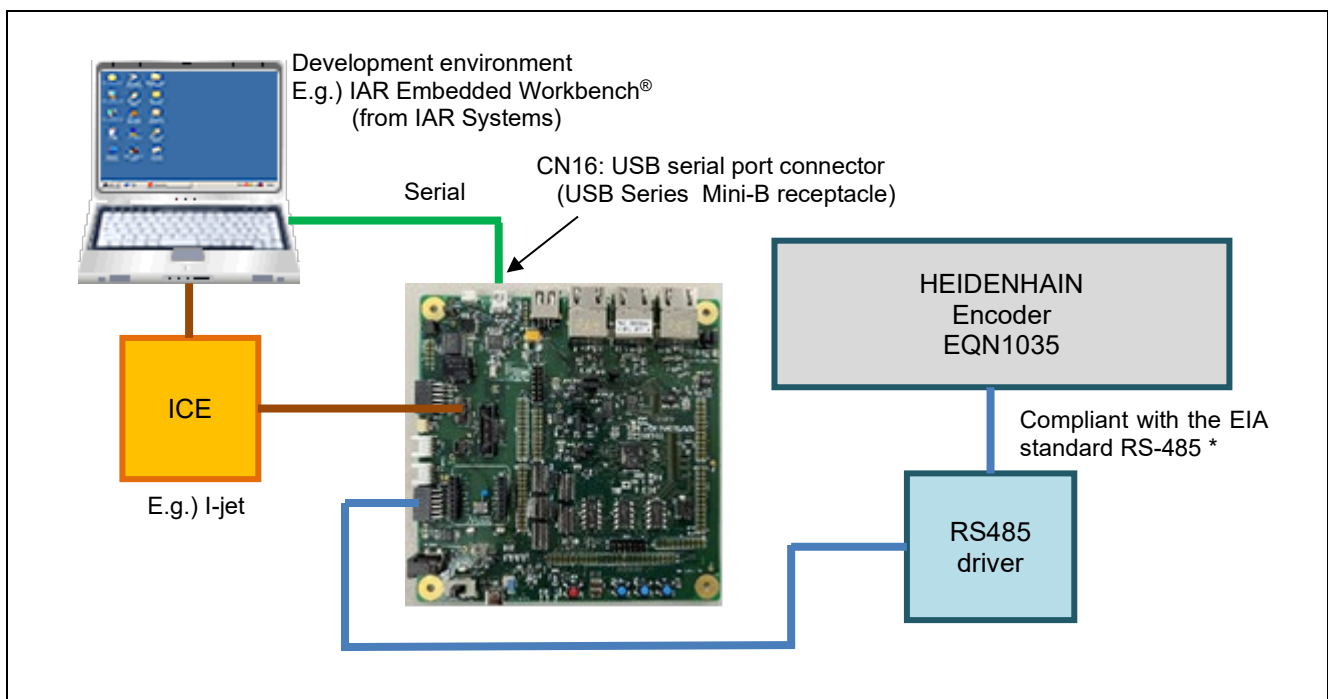 Development environment
E.g.) IAR Embedded Workbench®
(from IAR Systems)
CN16: USB serial port connector
(USB Series Mini-B receptacle)
Serial
HEIDENHAIN
Encoder
EQN1035
ICE
Compliant with the EIA
standard RS-485 *
E.g.) I-jet
RS485
driver